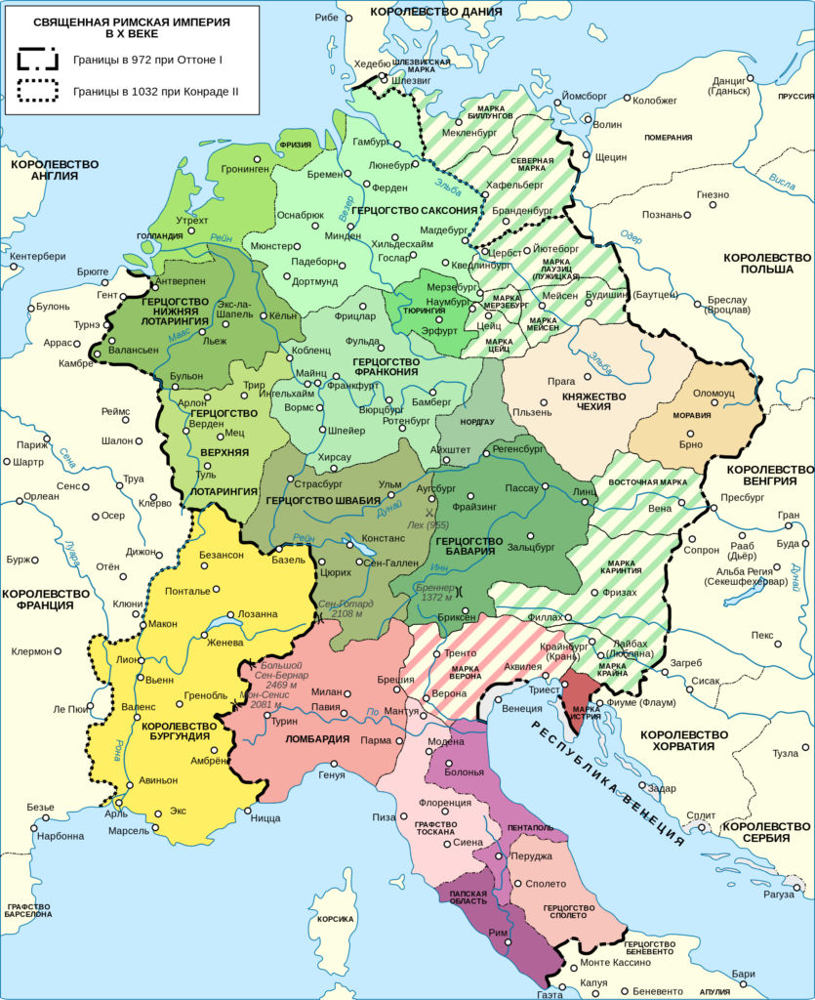 СВЯЩЕННАЯ РИМСКАЯ ИМПЕРИЯ
В X ВЕКЕ
Границы в 972 при Оттоне I
Границы в 1032 при Конраде II
КОРОЛЕВСТВО ДАНИЯ
Рибе
Хедебю
ШЛЕЗВИГСКАЯ
МАРКА
Шлезвиг
Йомсборг
Колобжег
Данциг
(Гданьск)
ПРУССИЯ
Волин
ПОМЕРАНИЯ
Щецин
МАРКА
БИЛЛУНГОВ
Мекленбург
СЕВЕРНАЯ
МАРКА
Хафельберг
Бранденбург
Висла
Гнезно
Познань
Одер
КОРОЛЕВСТВО
ПОЛЬША
КОРОЛЕВСТВО
АНГЛИЯ
Кентербери
ФРИЗИЯ
Гронинген
Гамбург
Люнебург
Бремен
Ферден
Эльба
Везер
ГЕРЦОГСТВО САКСОНИЯ
Оснабрюк
Минден
Магдебург
Утрехт
ГОЛЛАНДИЯ
Рейн
Мюнстер
Хильдесхайм
Гослар
Падеборн
Кведлинбург
Дортмунд
Цербст
Йютеборг
МАРКА
ЛАУЗИЦ
(ЛУЖИЦКАЯ)
Мерзебург
Наумбург
МАРКА
МЕРЗЕБУРГ
Мейсен
Будишин (Баутцен)
Цейц
МАРКА
МЕЙСЕН
МАРКА
ЦЕЙЦ
Бреслау
(Вроцлав)
Брюгге
Гент
Антверпен
Булонь
Турнэ
Аррас
Камбре
Валансьен
ГЕРЦОГСТВО
НИЖНЯЯ
ЛОТАРИНГИЯ
Экс-ла-
Шапель
Кёльн
Маас
Льеж
Бульон
ТЮРИНГИЯ
Эрфурт
Фрицлар
Фульда
Кобленц
ГЕРЦОГСТВО
ФРАНКОНИЯ
Майнц
Ингельхайм
Франкфурт
Вормс
Вюрцбург
Бамберг
Ротенбург
Шпейер
НОРДГАУ
Прага
Эльба
КНЯЖЕСТВО
ЧЕХИЯ
Пльзень
Оломоуц
МОРАВИЯ
Брно
Трир
Арлон
ГЕРЦОГСТВО
Верден
Мец
ВЕРХНЯЯ
Туль
ЛОТАРИНГИЯ
Реймс
Шалон
Париж
Сена
Шартр
Труа
Сенс
Орлеан
Клерво
Осер
Луара
Дижон
Бурж
Отён
КОРОЛЕВСТВО
ФРАНЦИЯ
Клюни
Макон
Клермон
Ле Пюи
Хирсау
Страсбург
Айхштет
Регенсбург
Ульм
Аугсбург
ГЕРЦОГСТВО ШВАБИЯ
Дунай
Лех (955)
Фрайзинг
Пассау
Линц
ВОСТОЧНАЯ МАРКА
Вена
Пресбург
КОРОЛЕВСТВО
ВЕНГРИЯ
Гран
Буда
Сопрон
Рааб
(Дьёр)
Альба Регия
(Секешфехервар)
Дунай
Рейн
Констанс
Базель
Цюрих
Сен-Галлен
ГЕРЦОГСТВО
БАВАРИЯ
Зальцбург
Инн
Бреннер
1372 м
Бриксен
Сен-Готард
2108 м
МАРКА
КАРИНТИЯ
Фризах
Филлах
Пекс
Безансон
Понталье
Лозанна
Женева
Лион
Вьенн
Гренобль
Валенс
КОРОЛЕВСТВО
БУРГУНДИЯ
Рона
Амбрён
Авиньон
Арль
Экс
Марсель
Безье
Нарбонна
Ницца
Большой
Сен-Бернар
2469 м
Мон-Сенис
2081 м
Турин
Милан
Павия
Брешия
По
ЛОМБАРДИЯ
Парма
Генуя
Тренто
МАРКА
ВЕРОНА
Верона
Мантуя
Аквилея
Крайнбург
(Крань)
Лайбах
(Любляна)
МАРКА
КРАЙНА
Триест
Венеция
МАРКА
ИСТРИЯ
Фиуме (Флаум)
Загреб
Сисак
КОРОЛЕВСТВО
ХОРВАТИЯ
Тузла
Задар
Сплит
КОРОЛЕВСТВО
СЕРБИЯ
Рагуза
РЕСПУБЛИКА ВЕНЕЦИЯ
Модена
Болонья
Флоренция
Пиза
ГРАФСТВО
ТОСКАНА
Сиена
ПЕНТАПОЛЬ
Перуджа
Сполето
ГЕРЦОГСТВО
СПОЛЕТО
ПАПСКАЯ
ОБЛАСТЬ
Рим
КОРСИКА
ГРАФСТВО
БАРСЕЛОНА
ГЕРЦОГСТВО
БЕНЕВЕНТО
Монте Кассино
Капуя
Гаэта
Беневенто
АПУЛИЯ
Бари